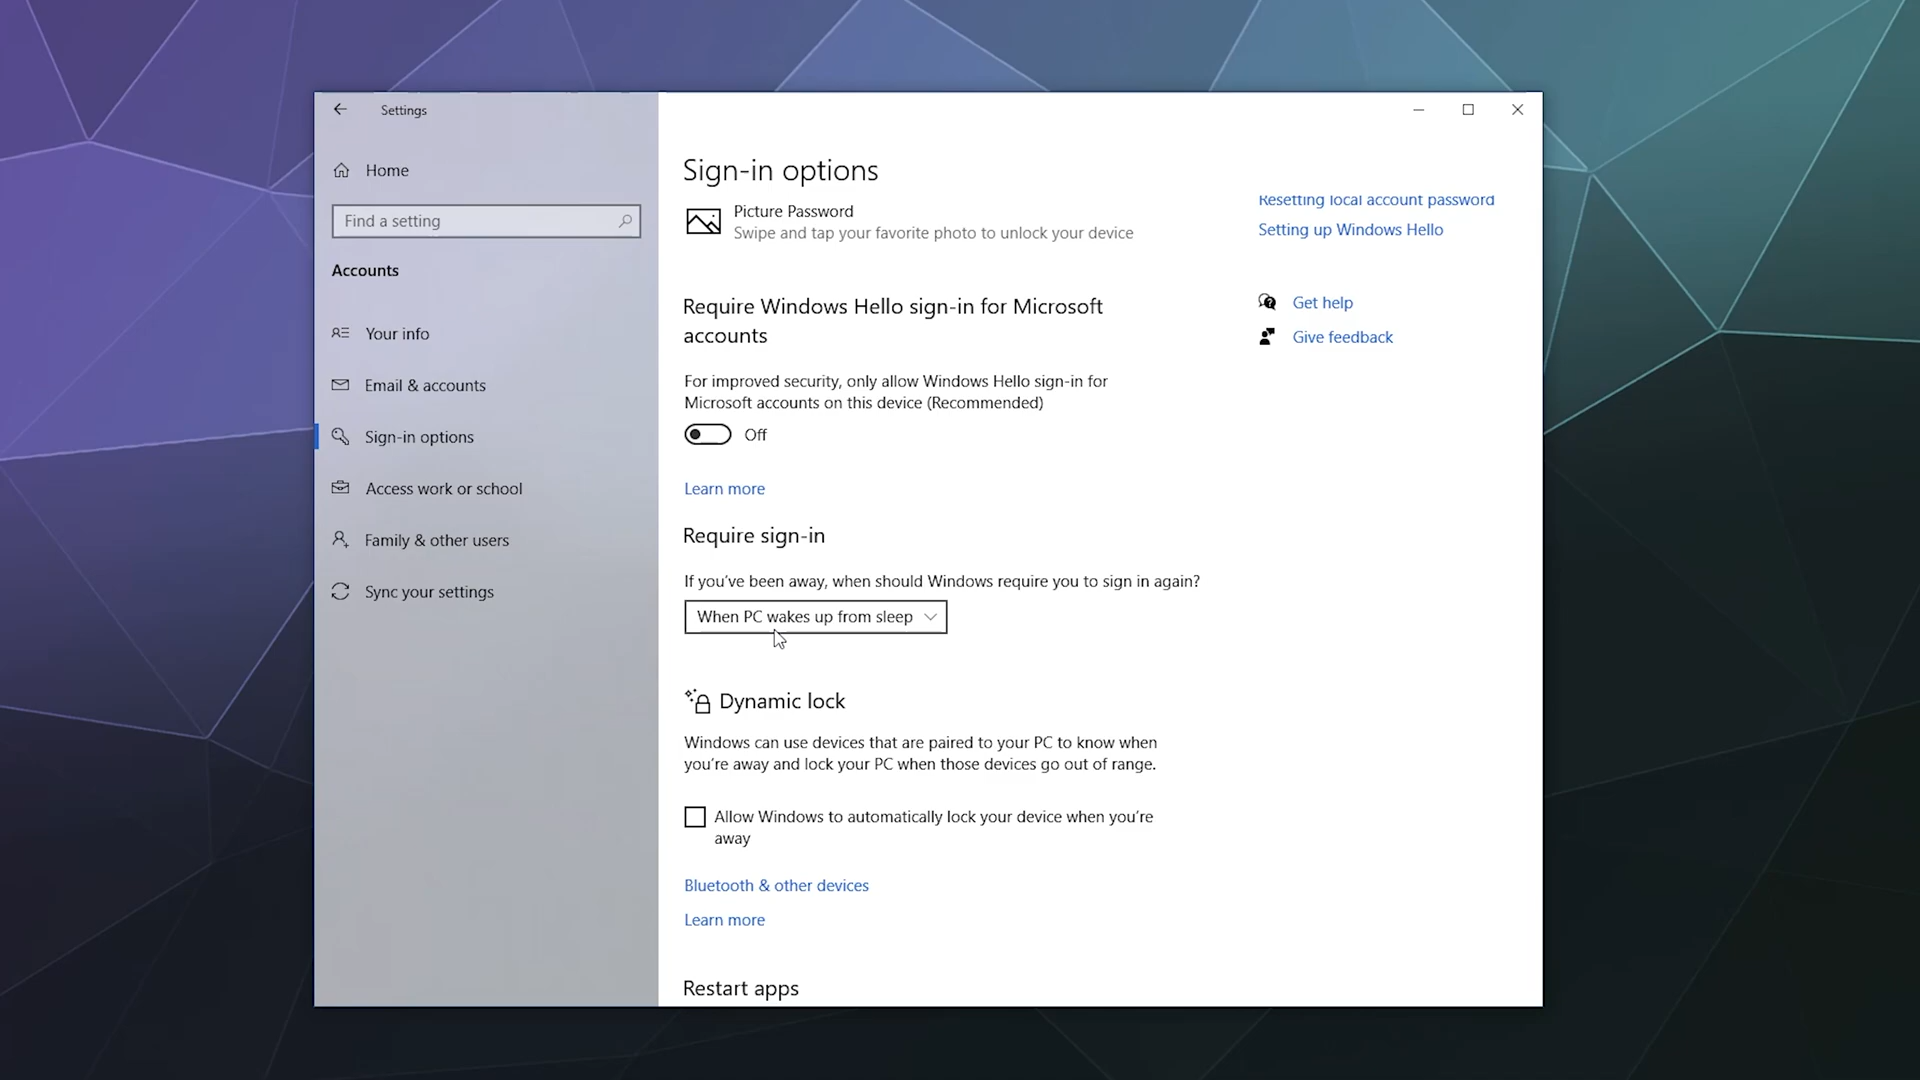 Settings
Home
Find a setting
Accounts
Your info
Email & accounts
Sign-in options
Access work or school
Family & other users
Sync your settings
Sign-in options
Picture Password
Swipe and tap your favorite photo to unlock your device
Require Windows Hello sign-in for Microsoft
accounts
For improved security, only allow Windows Hello sign-in for
Microsoft accounts on this device (Recommended)
Off
Learn more
Require sign-in
If you've been away, when should Windows require you to sign in again?
When PC wakes up from sleep
Dynamic lock
Windows can use devices that are paired to your PC to know when
you're away and lock your PC when those devices go out of range.
Allow Windows to automatically lock your device when you're
away
Bluetooth & other devices
Learn more
Restart apps
Resetting local account password
Setting up Windows Hello
Get help
Give feedback